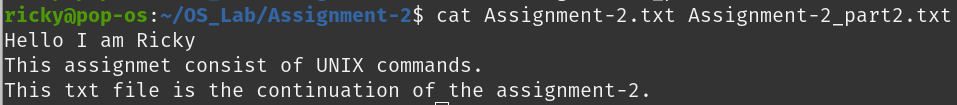 ricky@pop-os:~/OS_Lab/Assignment-2$ cat Assignment-2.txt Assignment-2_part2.txt
Hello I am Ricky
This assignmet consist of UNIX commands.
This txt file is the continuation of the assignment-2.